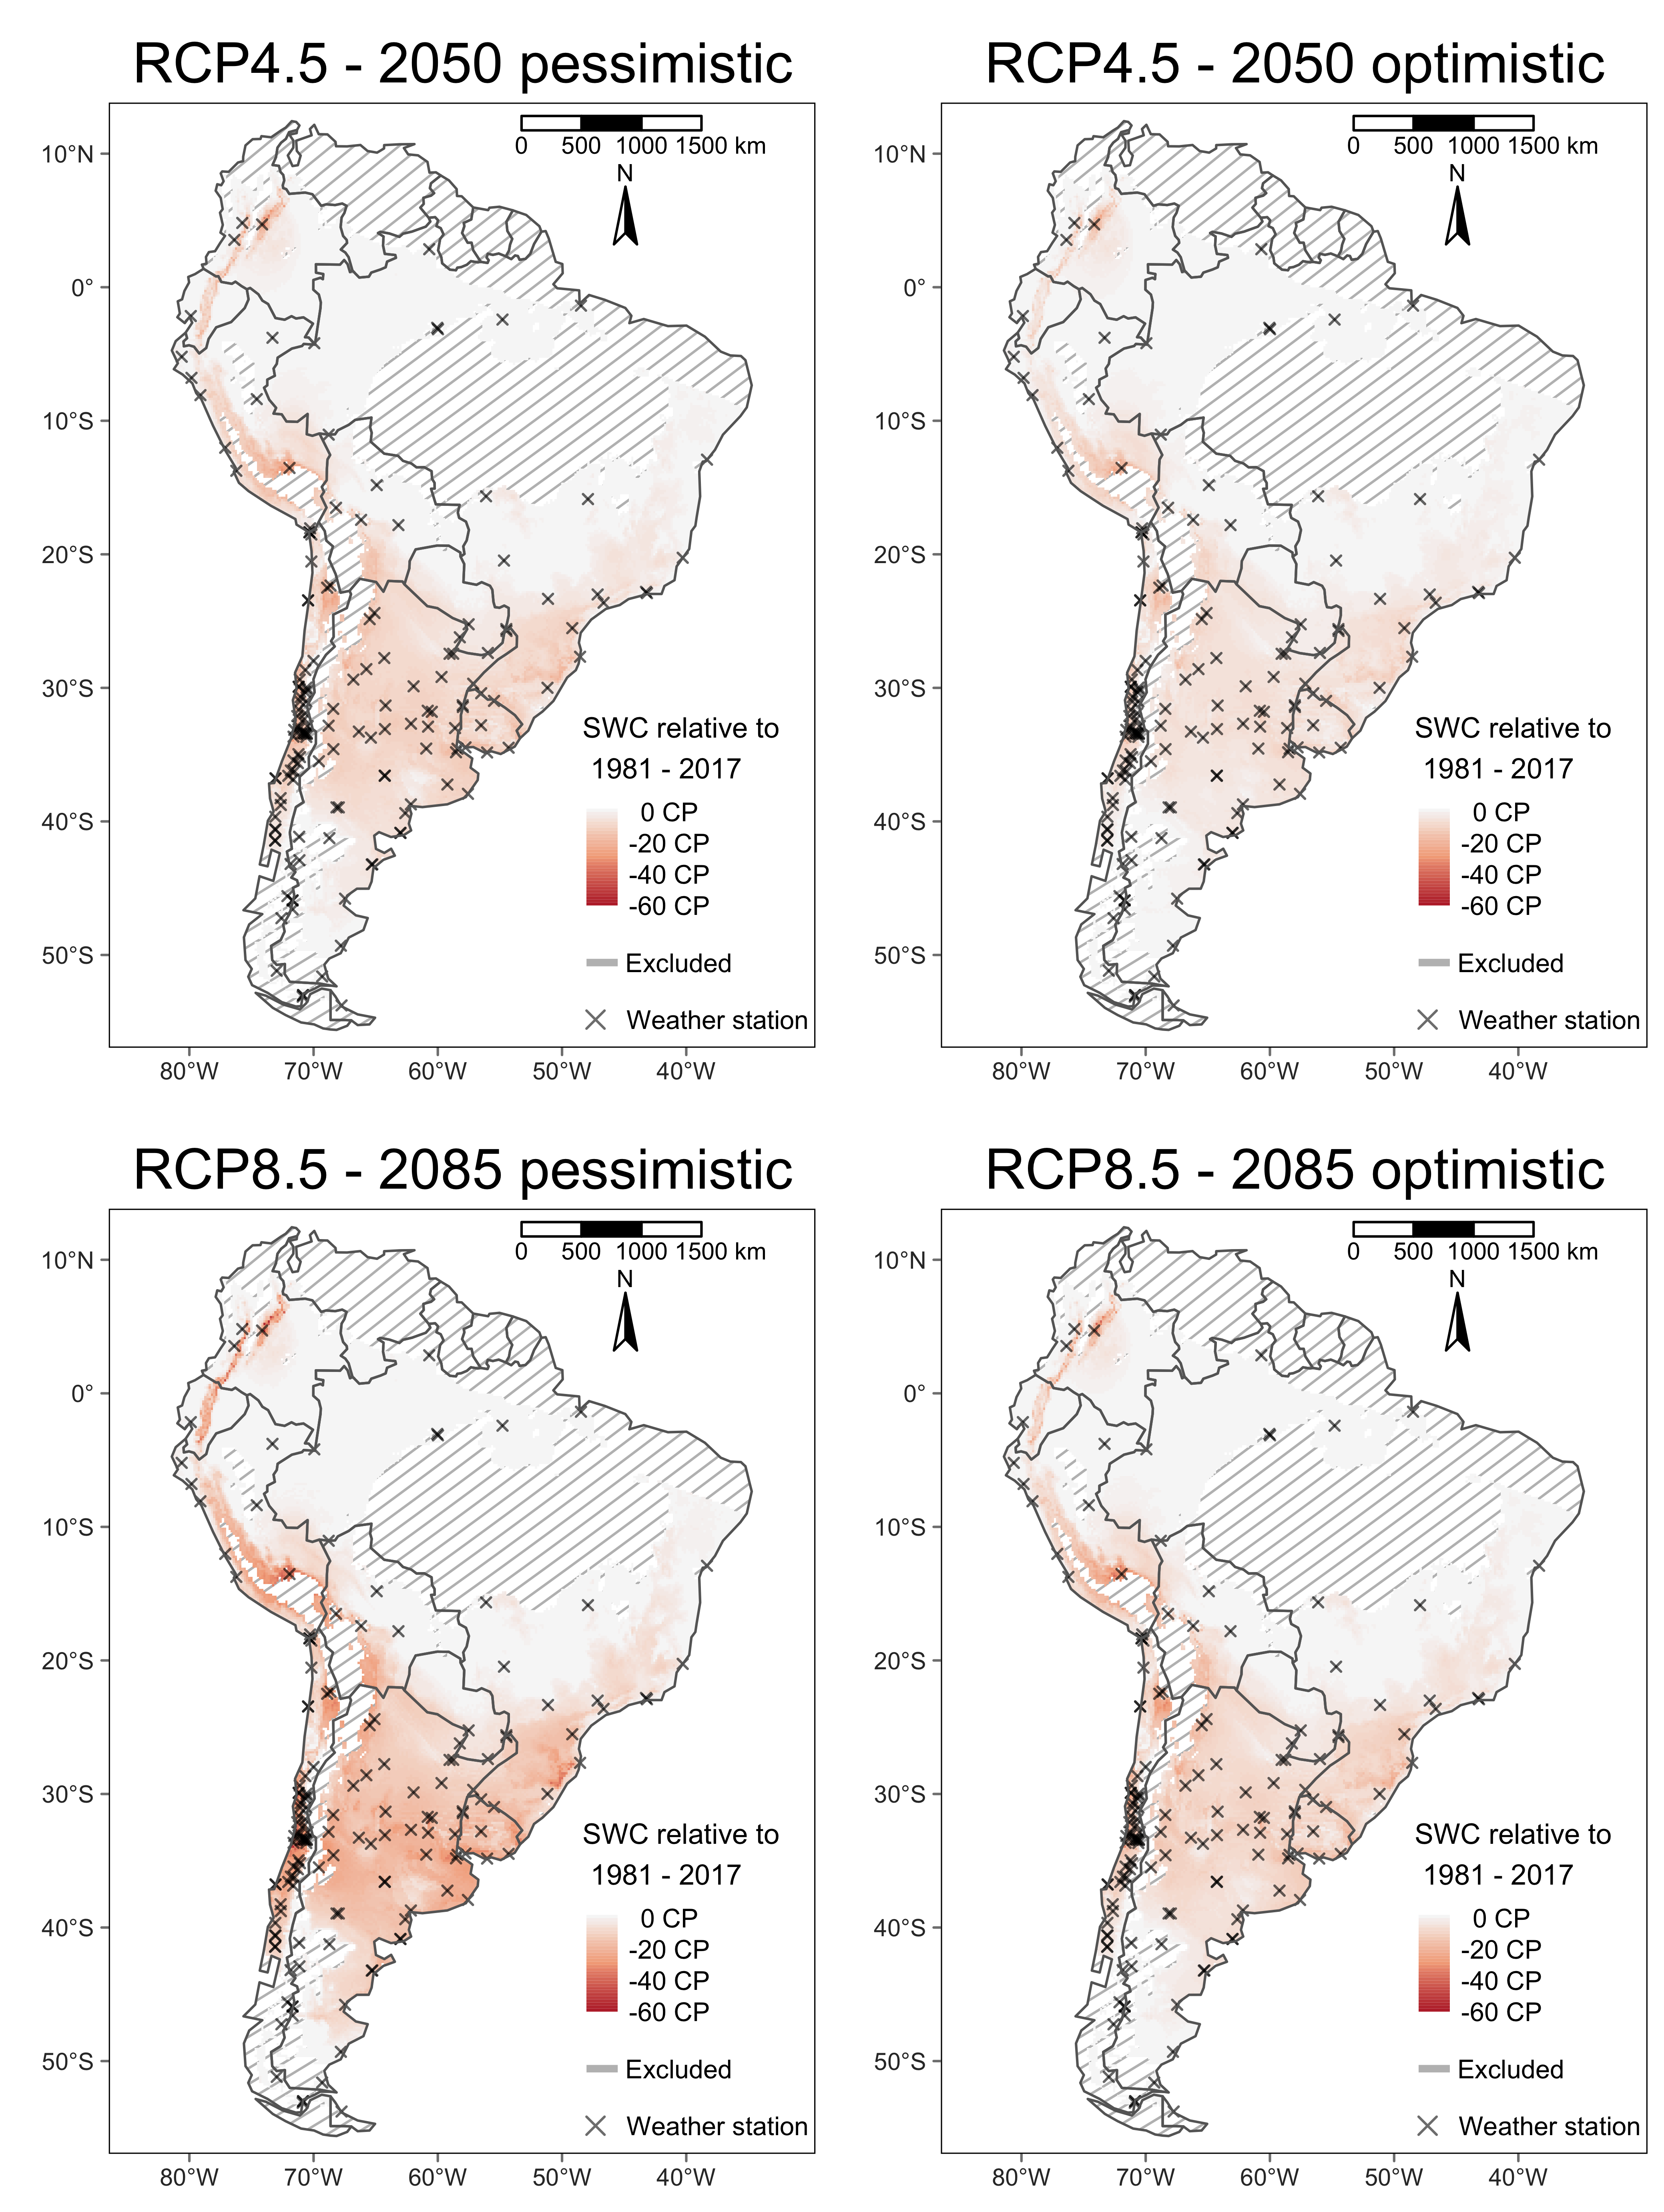 RCP4.5 - 2050 pessimistic
0 500 1000 1500 km
N
10°N
0°
10°S
20°S
30°S
40°S
50°S
SWC relative to
1981 - 2017
0 CP
-20 CP
-40 CP
-60 CP
Excluded
Weather station
80°W 70°W 60°W 50°W 40°W
RCP4.5 - 2050 optimistic
0 500 1000 1500 km
N
10°N
0°
10°S
20°S
30°S
40°S
50°S
SWC relative to
1981 - 2017
0 CP
-20 CP
-40 CP
-60 CP
Excluded
Weather station
80°W 70°W 60°W 50°W 40°W
RCP8.5 - 2085 pessimistic
0 500 1000 1500 km
N
10°N
0°
10°S
20°S
30°S
40°S
50°S
SWC relative to
1981 - 2017
0 CP
-20 CP
-40 CP
-60 CP
Excluded
Weather station
80°W 70°W 60°W 50°W 40°W
RCP8.5 - 2085 optimistic
0 500 1000 1500 km
N
10°N
0°
10°S
20°S
30°S
40°S
50°S
SWC relative to
1981 - 2017
0 CP
-20 CP
-40 CP
-60 CP
Excluded
Weather station
80°W 70°W 60°W 50°W 40°W